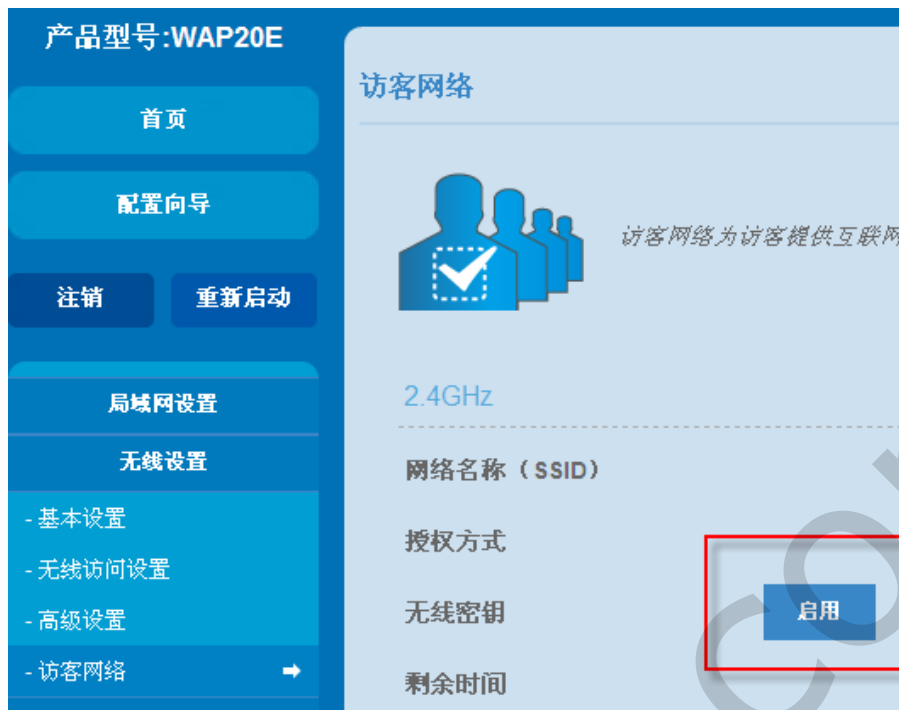 产品型号:WAP20E
首页
配置向导
注销
重新启动
局域网设置
无线设置
- 基本设置
- 无线访问设置
- 高级设置
- 访客网络
访客网络
访客网络为访客提供互联网
2.4GHz
网络名称（SSID）
授权方式
无线密钥
启用
剩余时间